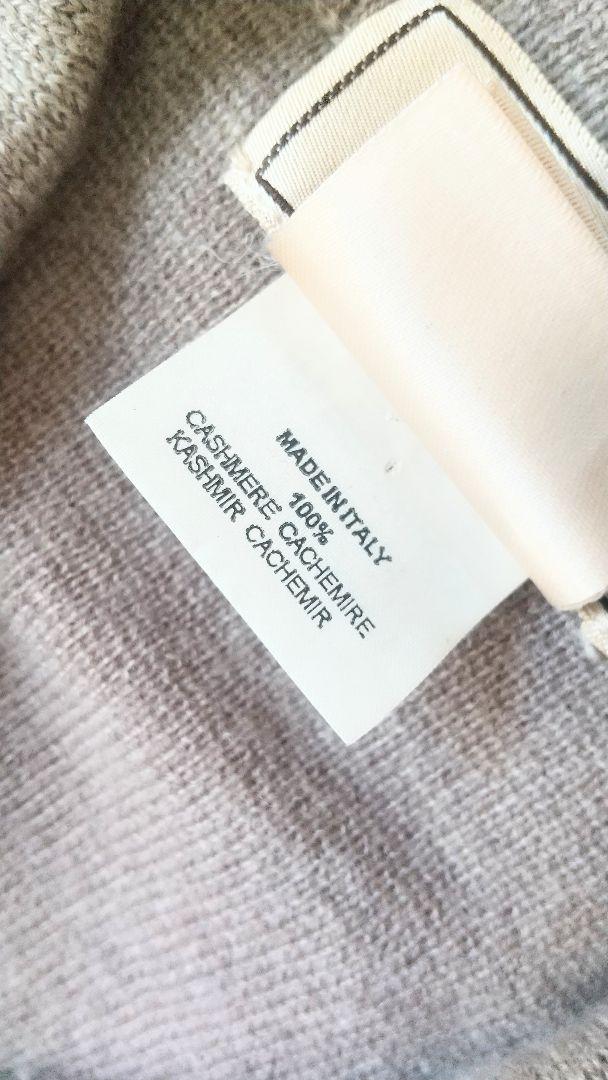 MADE IN ITALY
100%
CASHMERE CACHEMIRE
KASHMIR CACHEMIR